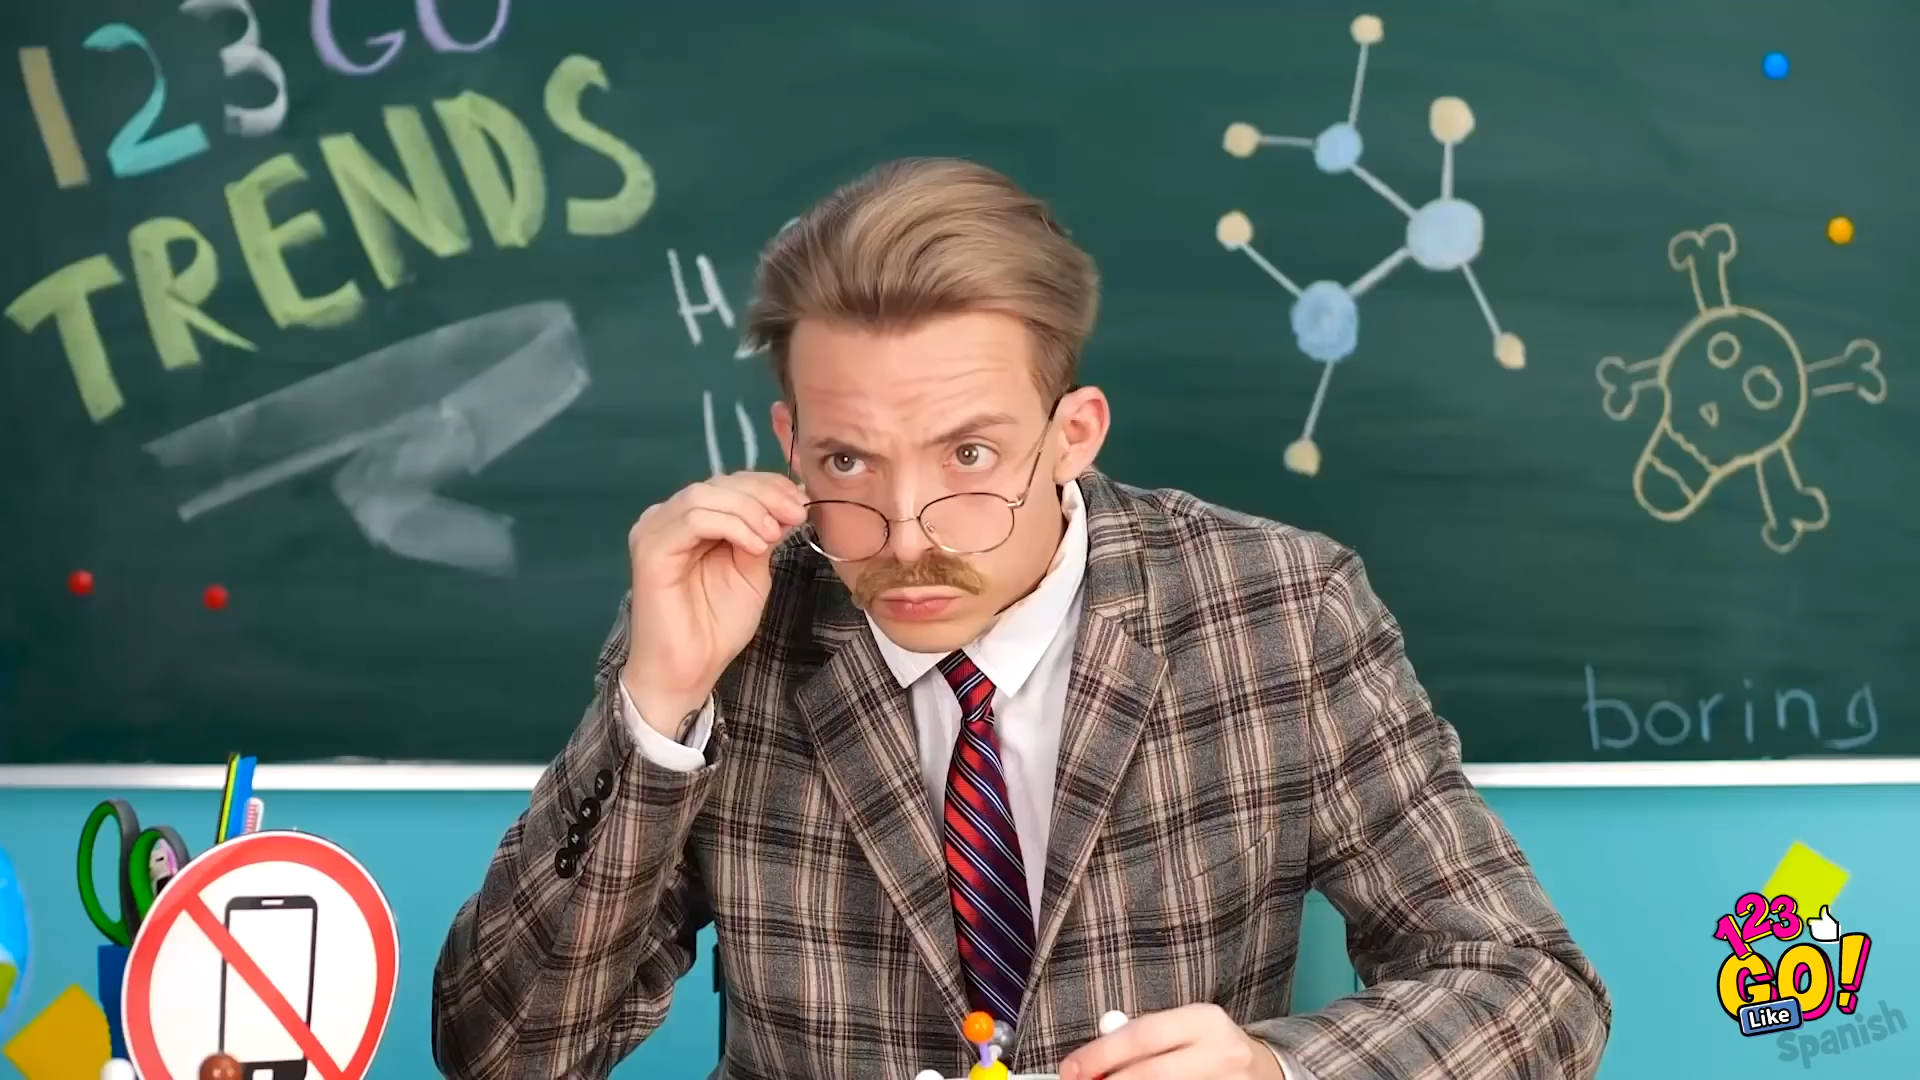 123 GO
TRENDS
H
boring
123
GO!
Like
Spanish